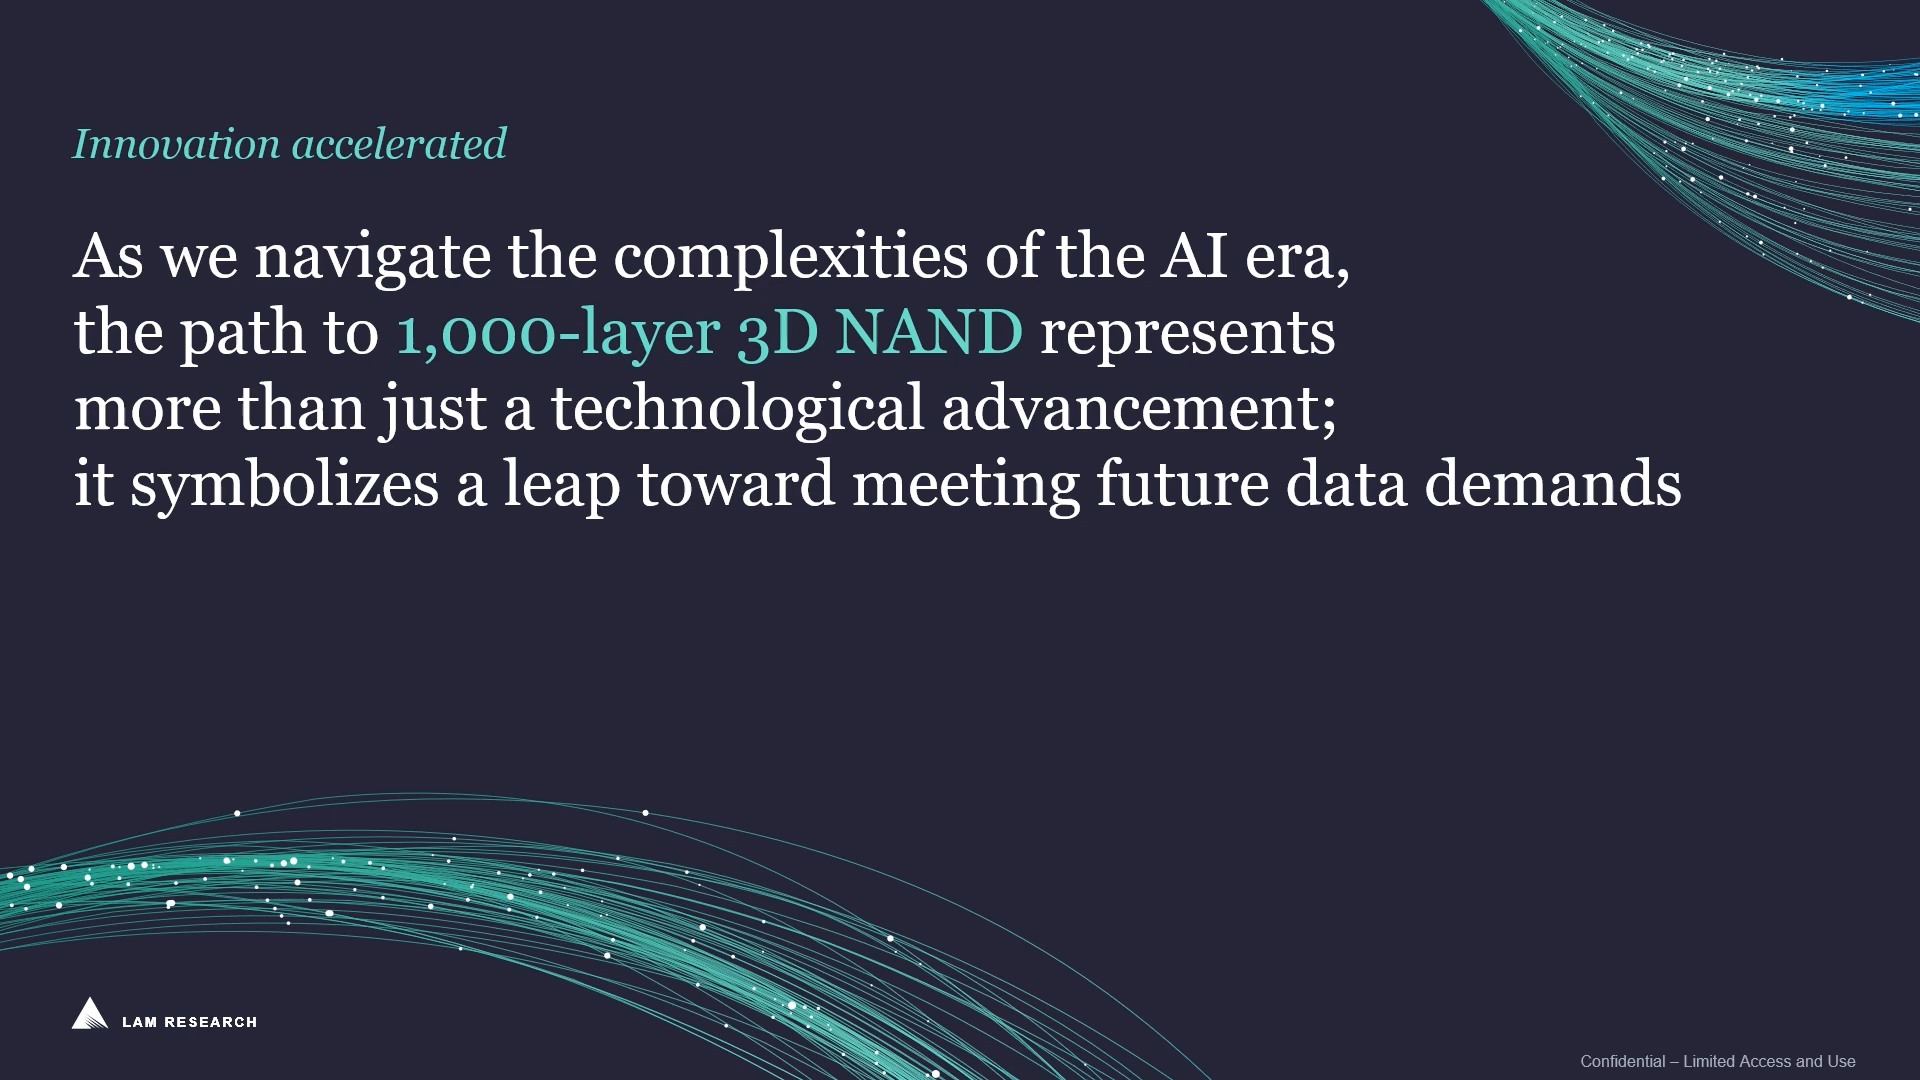 Innovation accelerated
As we navigate the complexities of the AI era,
the path to 1,000-layer 3D NAND represents
more than just a technological advancement;
it symbolizes a leap toward meeting future data demands
LAM RESEARCH
Confidential – Limited Access and Use